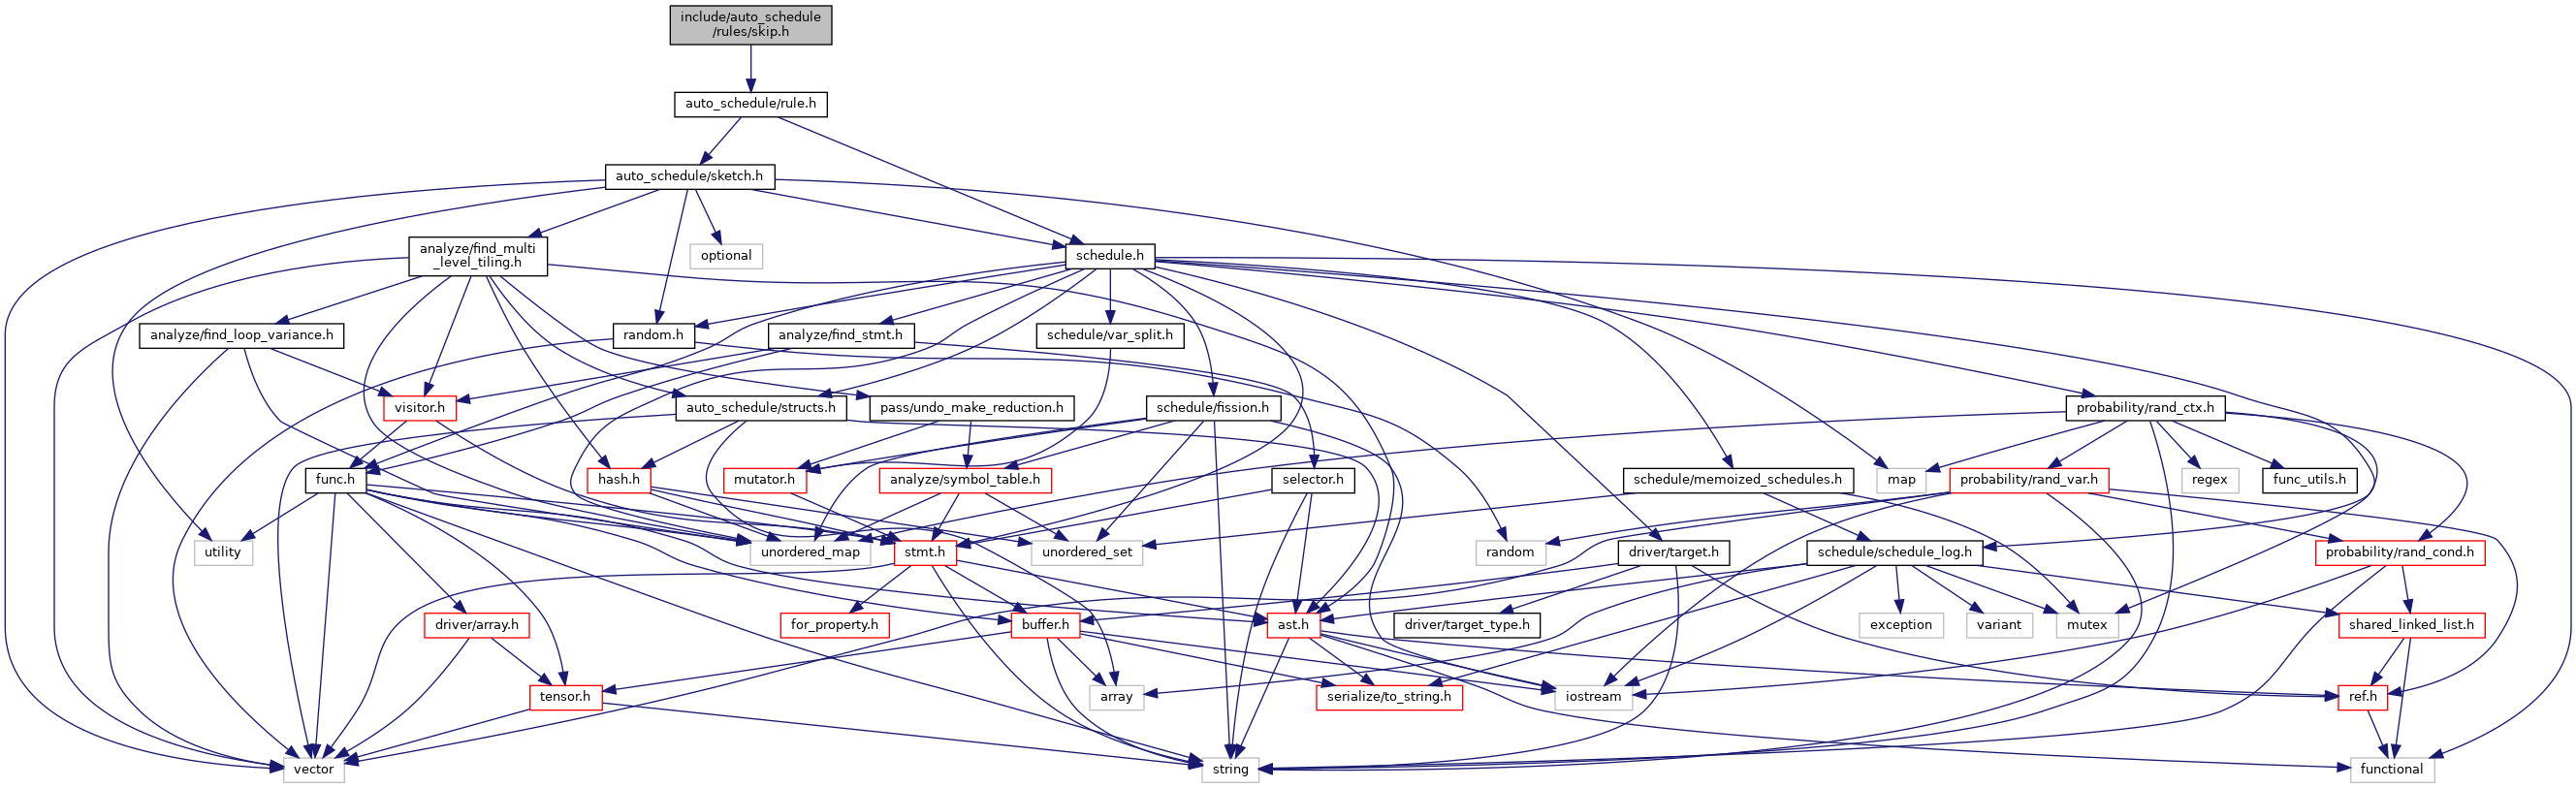 include/auto_schedule
/rules/skip.h
auto_schedule/rule.h
auto_schedule/sketch.h
analyze/find_multi
_level_tiling.h
optional
schedule.h
analyze/find_loop_variance.h
random.h
analyze/find_stmt.h
schedule/var_split.h
visitor.h
auto_schedule/structs.h
pass/undo_make_reduction.h
schedule/fission.h
probability/rand_ctx.h
func.h
hash.h
mutator.h
analyze/symbol_table.h
selector.h
schedule/memoized_schedules.h
map
probability/rand_var.h
regex
func_utils.h
utility
unordered_map
stmt.h
unordered_set
random
driver/target.h
schedule/schedule_log.h
probability/rand_cond.h
driver/array.h
for_property.h
buffer.h
ast.h
driver/target_type.h
exception
variant
mutex
shared_linked_list.h
tensor.h
array
serialize/to_string.h
iostream
ref.h
vector
string
functional